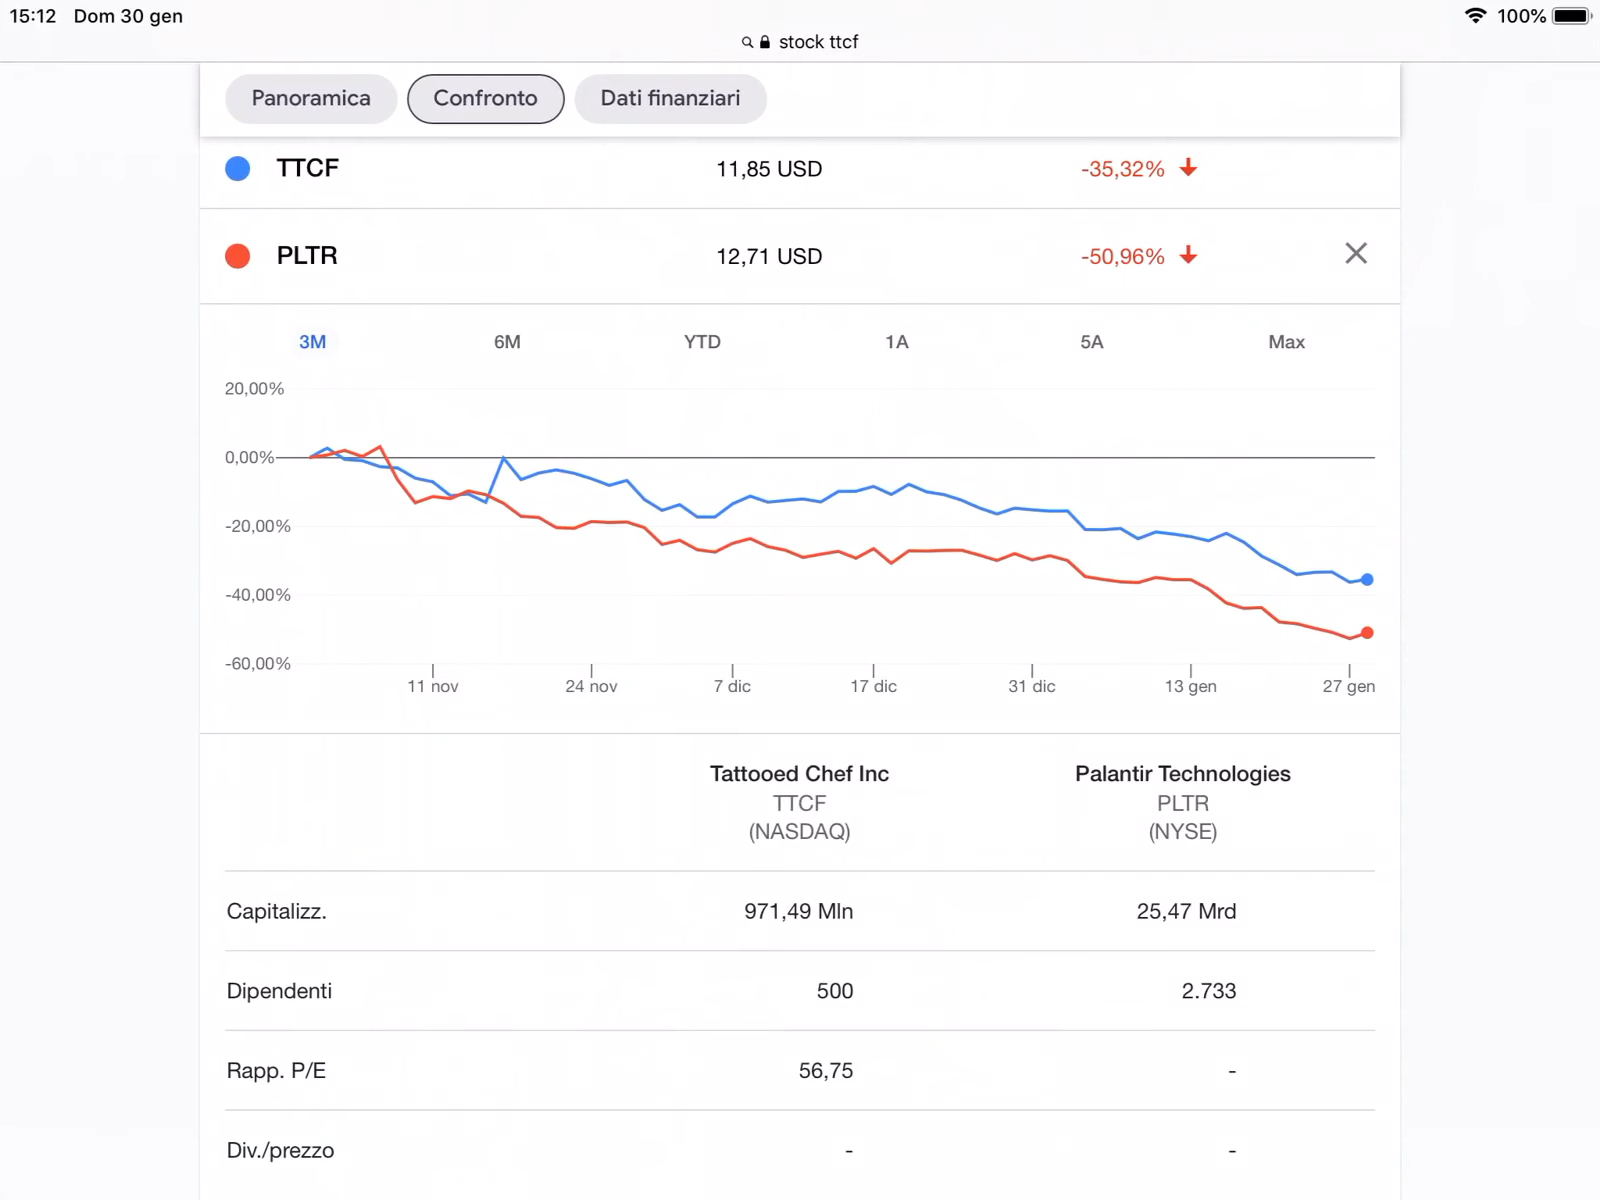 15:12 Dom 30 gen 100%
stock ttcf
Panoramica Confronto Dati finanziari
TTCF 11,85 USD -35,32%
PLTR 12,71 USD -50,96%
3M 6M YTD 1A 5A Max
20,00%
0,00%
-20,00%
-40,00%
-60,00%
11 nov 24 nov 7 dic 17 dic 31 dic 13 gen 27 gen
Tattooed Chef Inc Palantir Technologies
TTCF PLTR
(NASDAQ) (NYSE)
Capitalizz. 971,49 Mln 25,47 Mrd
Dipendenti 500 2.733
Rapp. P/E 56,75 -
Div./prezzo - -